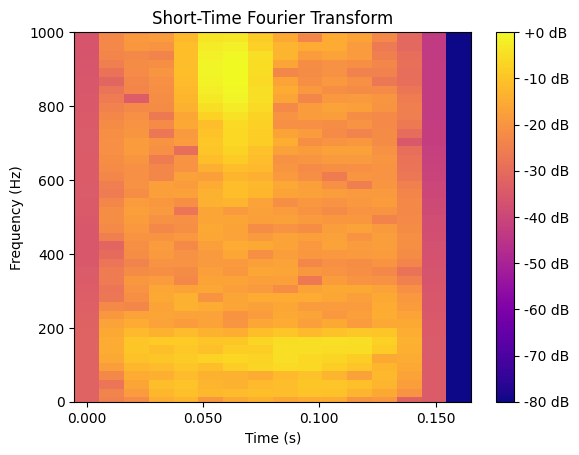 Short-Time Fourier Transform
1000
800
600
400
200
0
Frequency (Hz)
0.000
0.050
0.100
0.150
Time (s)
+0 dB
-10 dB
-20 dB
-30 dB
-40 dB
-50 dB
-60 dB
-70 dB
-80 dB